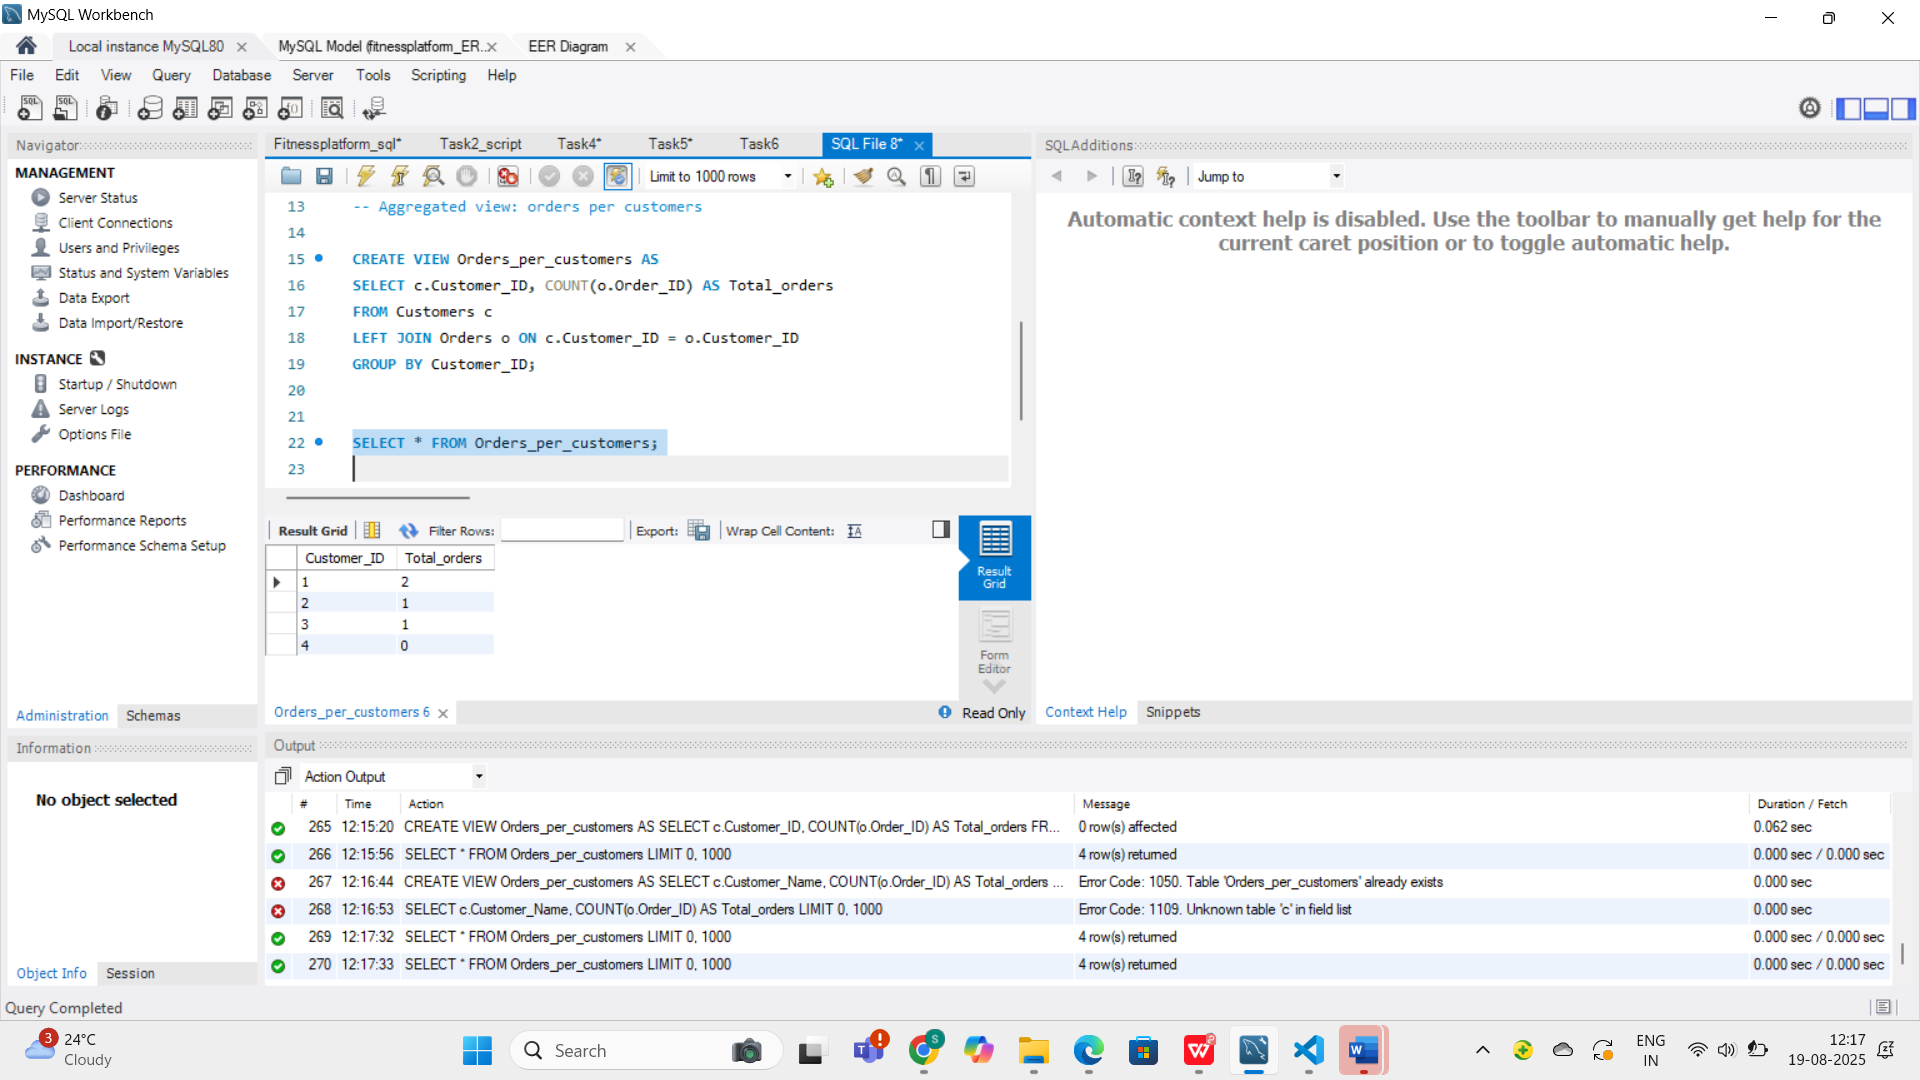 MySQL Workbench
Local instance MySQL80
MySQL Model (fitnessplatform_ER...
EER Diagram
File Edit View Query Database Server Tools Scripting Help
Navigator
MANAGEMENT
Server Status
Client Connections
Users and Privileges
Status and System Variables
Data Export
Data Import/Restore
INSTANCE
Startup / Shutdown
Server Logs
Options File
PERFORMANCE
Dashboard
Performance Reports
Performance Schema Setup
Administration Schemas
Information
No object selected
Object Info Session
Query Completed
Fitnessplatform_sql* Task2_script Task4* Task5* Task6 SQL File 8*
Limit to 1000 rows
13 -- Aggregated view: orders per customers
14
15 CREATE VIEW Orders_per_customers AS
16 SELECT c.Customer_ID, COUNT(o.Order_ID) AS Total_orders
17 FROM Customers c
18 LEFT JOIN Orders o ON c.Customer_ID = o.Customer_ID
19 GROUP BY Customer_ID;
20
21
22 SELECT * FROM Orders_per_customers;
23
Result Grid Filter Rows: Export: Wrap Cell Content:
Customer_ID Total_orders
1 2
2 1
3 1
4 0
Result Grid
Form Editor
Orders_per_customers 6
Read Only
SQLAdditions
Jump to
Automatic context help is disabled. Use the toolbar to manually get help for the
current caret position or to toggle automatic help.
Context Help Snippets
Output
Action Output
# Time Action Message Duration / Fetch
265 12:15:20 CREATE VIEW Orders_per_customers AS SELECT c.Customer_ID, COUNT(o.Order_ID) AS Total_orders FR... 0 row(s) affected 0.062 sec
266 12:15:56 SELECT * FROM Orders_per_customers LIMIT 0, 1000 4 row(s) returned 0.000 sec / 0.000 sec
267 12:16:44 CREATE VIEW Orders_per_customers AS SELECT c.Customer_Name, COUNT(o.Order_ID) AS Total_orders ... Error Code: 1050. Table 'Orders_per_customers' already exists 0.000 sec
268 12:16:53 SELECT c.Customer_Name, COUNT(o.Order_ID) AS Total_orders LIMIT 0, 1000 Error Code: 1109. Unknown table 'c' in field list 0.000 sec
269 12:17:32 SELECT * FROM Orders_per_customers LIMIT 0, 1000 4 row(s) returned 0.000 sec / 0.000 sec
270 12:17:33 SELECT * FROM Orders_per_customers LIMIT 0, 1000 4 row(s) returned 0.000 sec / 0.000 sec
3
24°C
Cloudy
Search
ENG
IN
12:17
19-08-2025